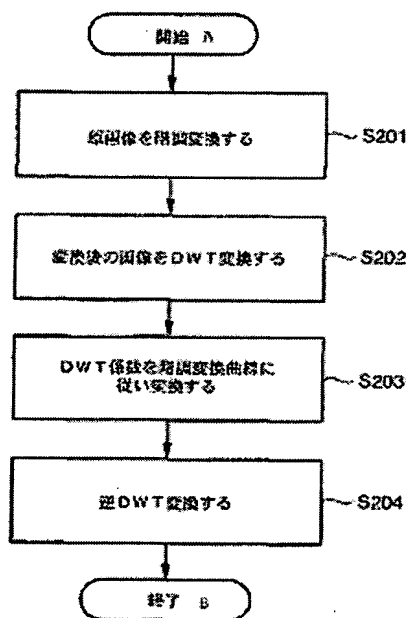 開始 A
原画像を階調変換する
S201
変換後の画像をDWT変換する
S202
DWT係数を階調変換曲線に
従い変換する
S203
逆DWT変換する
S204
終了 B